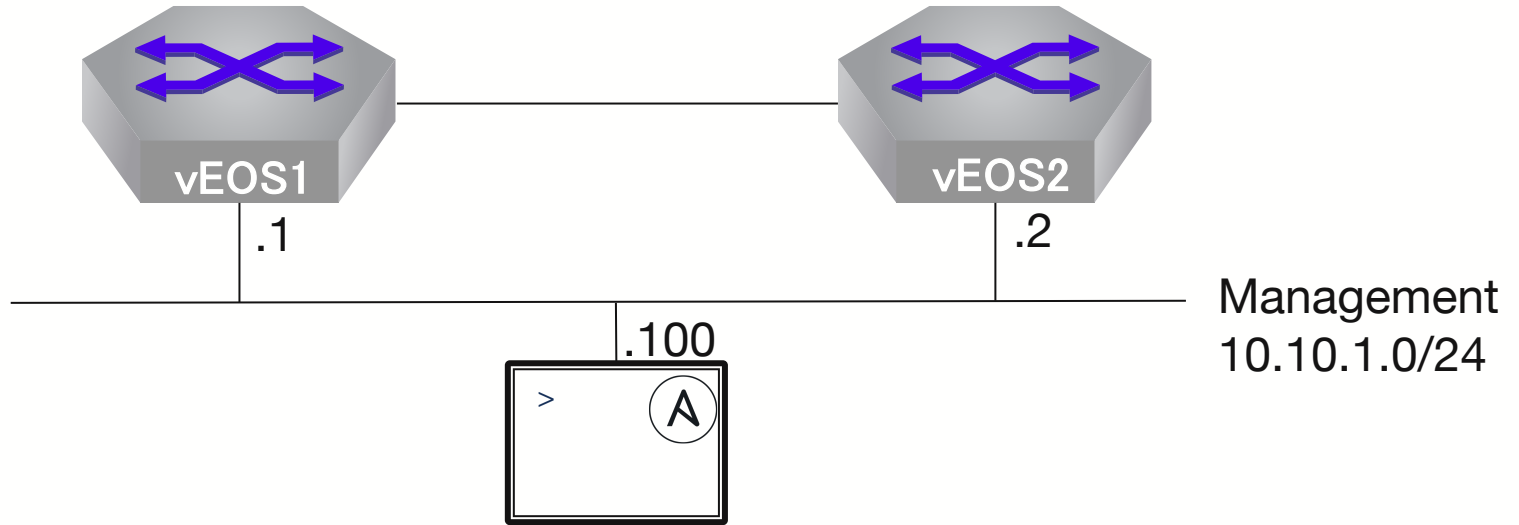 vEOS1
vEOS2
.1
.2
Management
10.10.1.0/24
.100
>